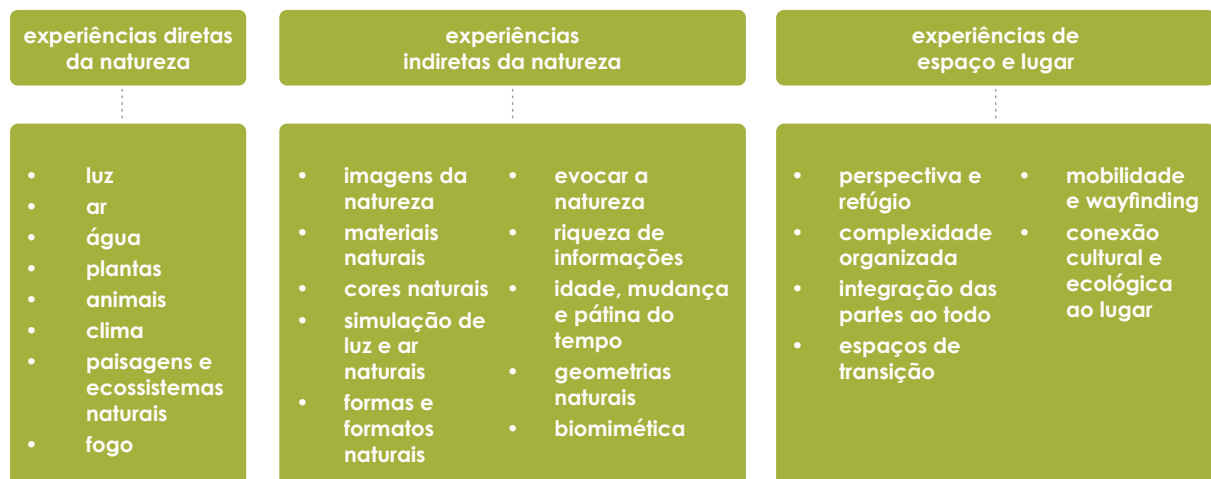 experiências diretas
da natureza
• luz
• ar
• água
• plantas
• animais
• clima
• paisagens e
ecossistemas
naturais
• fogo
experiências
indiretas da natureza
• imagens da
natureza
• materiais
naturais
• cores naturais
• simulação de
luz e ar
naturais
• formas e
formatos
naturais
• evocar a
natureza
• riqueza de
informações
• idade, mudança
e pátina do
tempo
• geometrias
naturais
• biomimética
experiências de
espaço e lugar
• perspectiva e
refúgio
• complexidade
organizada
• integração das
partes ao todo
• espaços de
transição
• mobilidade
e wayfinding
• conexão
cultural e
ecológica
ao lugar